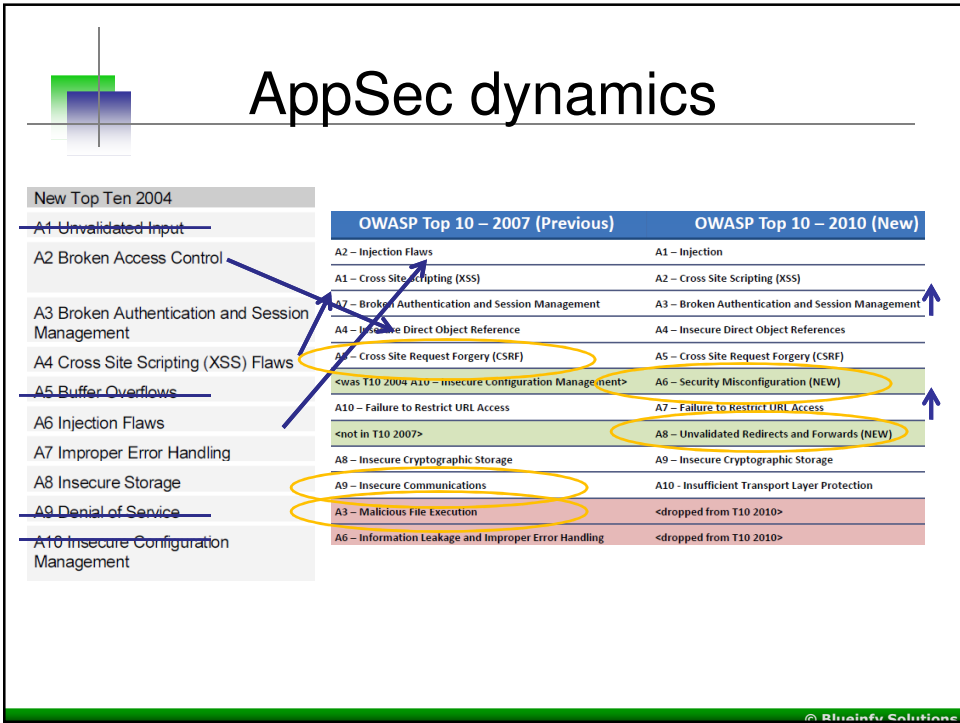 AppSec dynamics
New Top Ten 2004
A1 Unvalidated Input
A2 Broken Access Control
A3 Broken Authentication and Session
Management
A4 Cross Site Scripting (XSS) Flaws
A5 Buffer Overflows
A6 Injection Flaws
A7 Improper Error Handling
A8 Insecure Storage
A9 Denial of Service
A10 Insecure Configuration
Management
OWASP Top 10 – 2007 (Previous) OWASP Top 10 – 2010 (New)
A2 – Injection Flaws A1 – Injection
A1 – Cross Site Scripting (XSS) A2 – Cross Site Scripting (XSS)
A7 – Broken Authentication and Session Management A3 – Broken Authentication and Session Management
A4 – Insecure Direct Object Reference A4 – Insecure Direct Object References
A5 – Cross Site Request Forgery (CSRF) A5 – Cross Site Request Forgery (CSRF)
<was T10 2004 A10 – Insecure Configuration Management> A6 – Security Misconfiguration (NEW)
A10 – Failure to Restrict URL Access A7 – Failure to Restrict URL Access
<not in T10 2007> A8 – Unvalidated Redirects and Forwards (NEW)
A8 – Insecure Cryptographic Storage A9 – Insecure Cryptographic Storage
A9 – Insecure Communications A10 - Insufficient Transport Layer Protection
A3 – Malicious File Execution <dropped from T10 2010>
A6 – Information Leakage and Improper Error Handling <dropped from T10 2010>
© Blueinfy Solutions